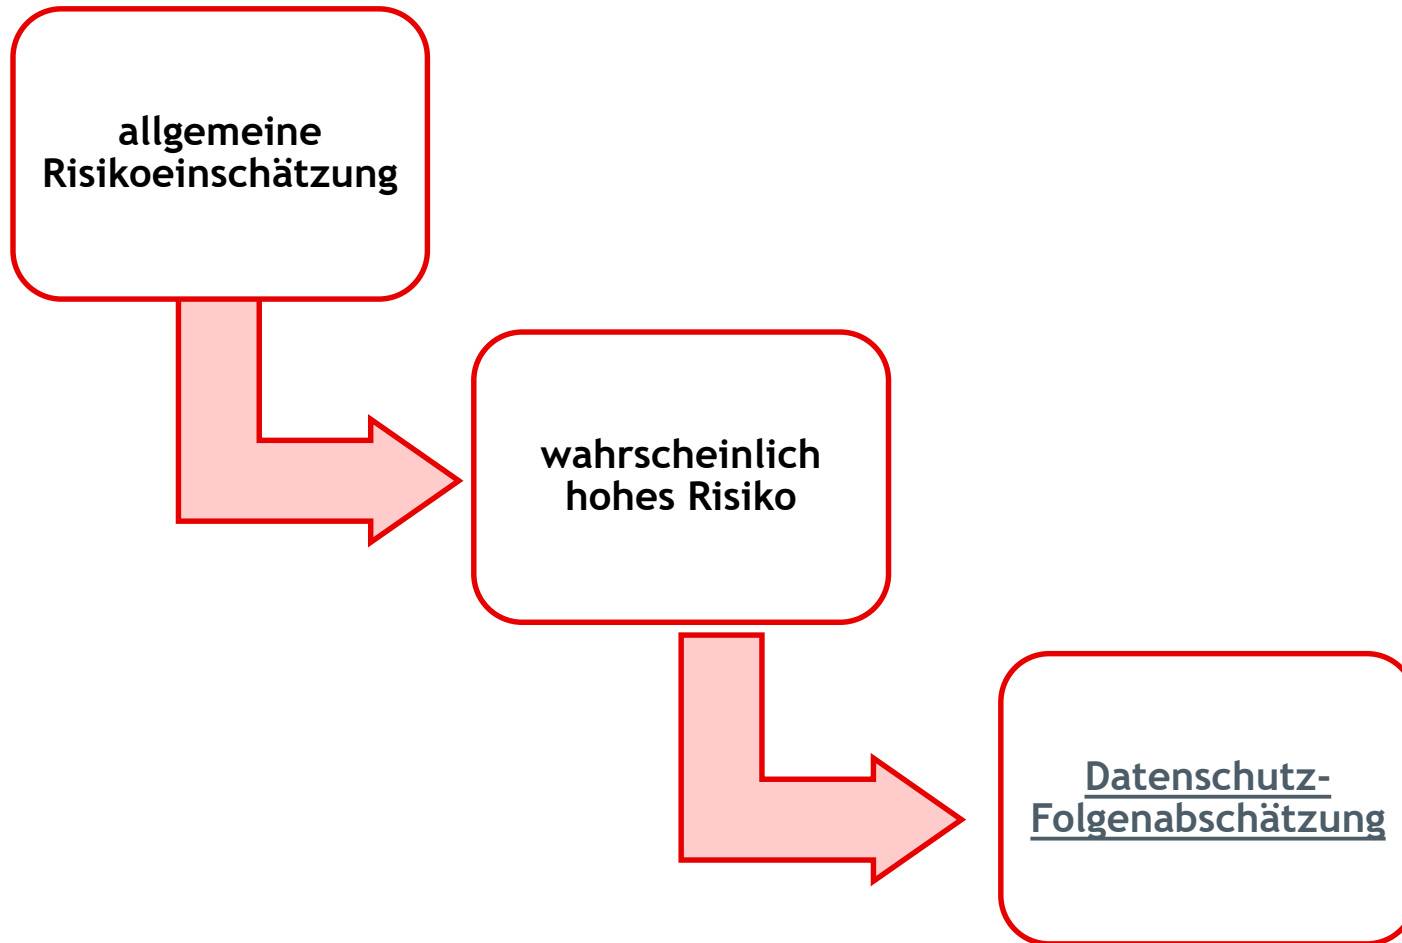 allgemeine
Risikoeinschätzung
wahrscheinlich
hohes Risiko
Datenschutz-
Folgenabschätzung